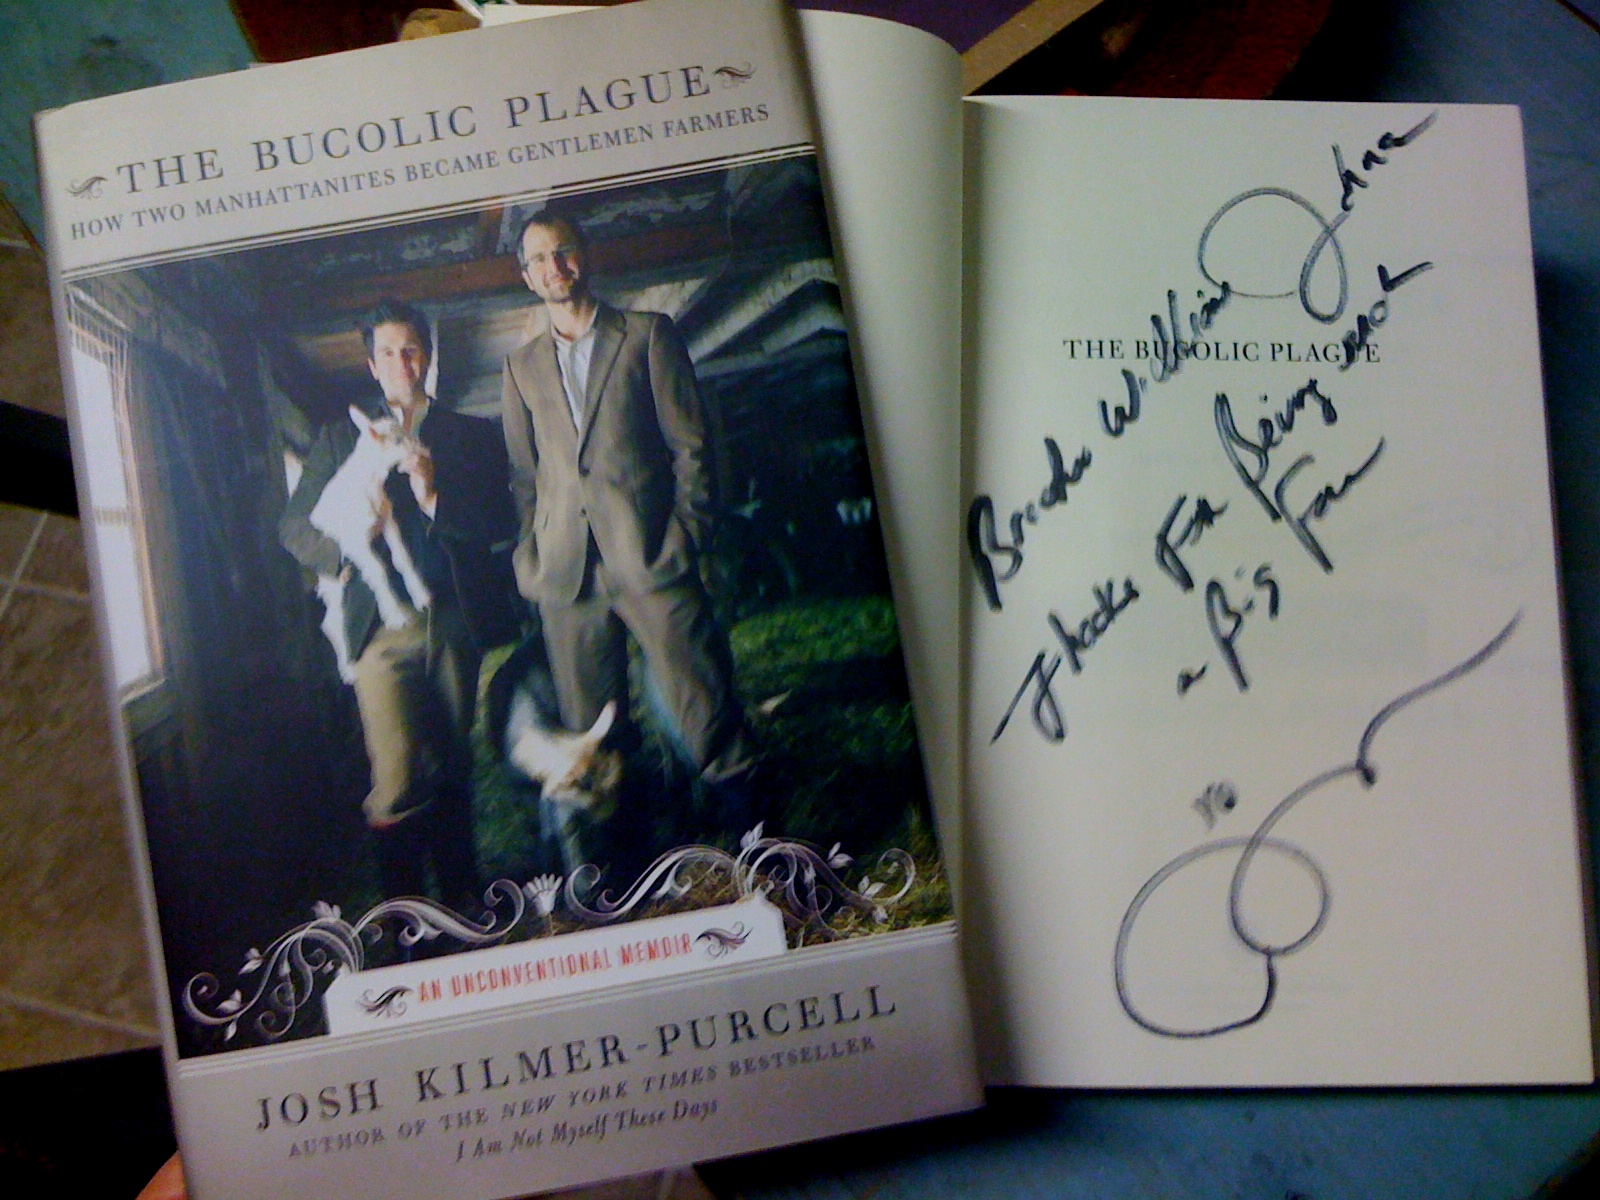 THE BUCOLIC PLAGUE
HOW TWO MANHATTANITES BECAME GENTLEMEN FARMERS
AN UNCONVENTIONAL MEMOIR
JOSH KILMER-PURCELL
AUTHOR OF THE NEW YORK TIMES BESTSELLER
I Am Not Myself These Days
THE BUCOLIC PLAGUE
William
Thanks For Being
a Big Fan
XO